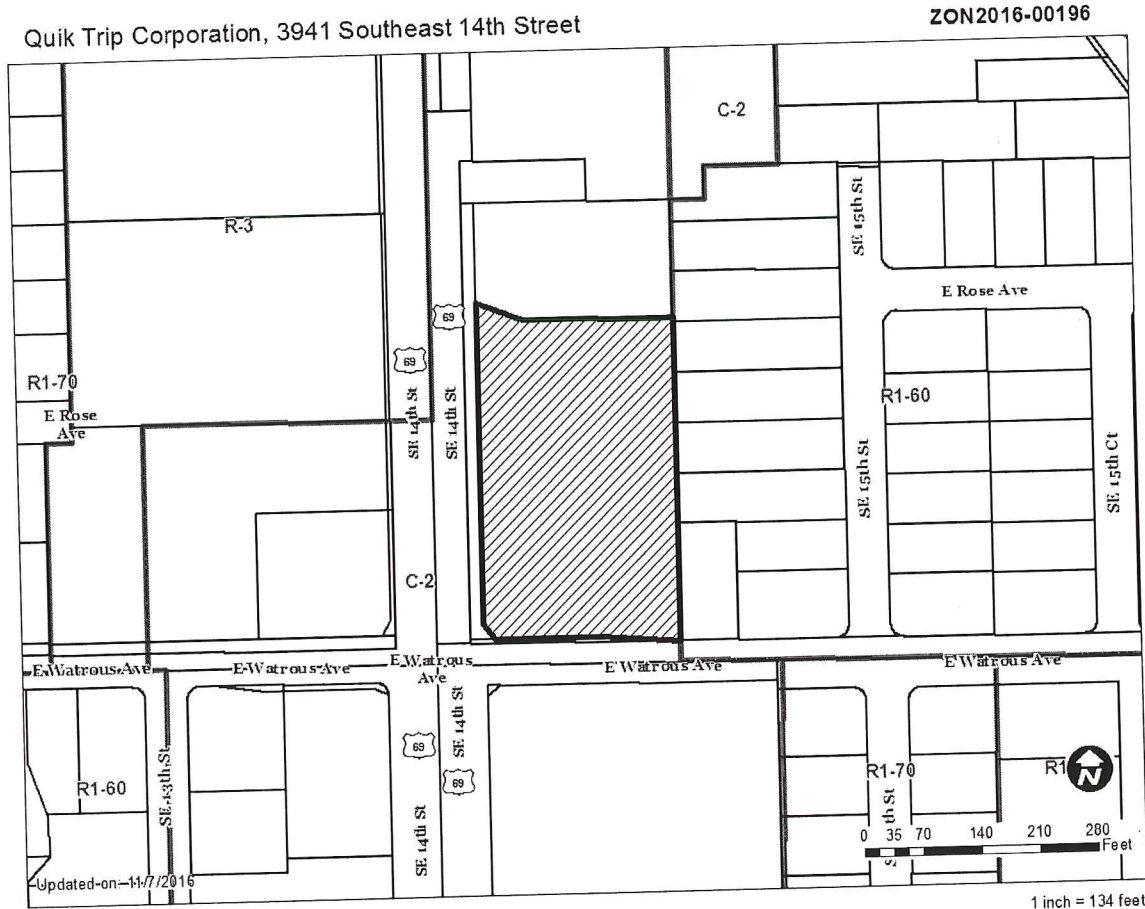 Quik Trip Corporation, 3941 Southeast 14th Street
ZON2016-00196
C-2
R-3
SE 15th St
E Rose Ave
69
69
R1-70
E Rose
Ave
SE 14th St
SE 14th St
R1-60
SE 15th St
SE 15th Ct
C-2
E Watrous Ave
E Watrous Ave
E Watrous
Ave
E Watrous Ave
E Watrous Ave
SE 13th St
SE 14th St
69
69
R1-60
R1-70
R1
N
th St
SE 14th St
0 35 70 140 210 280
Feet
Updated on: 11/7/2016
1 inch = 134 feet